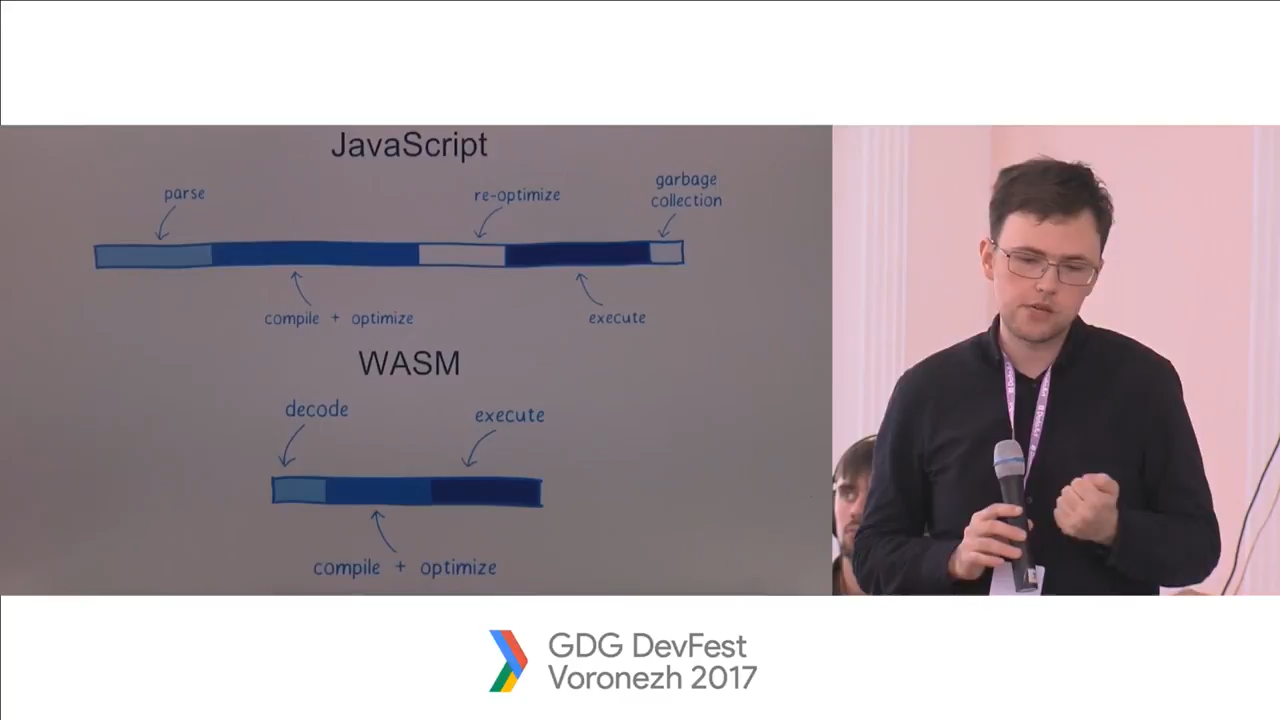 JavaScript
parse
re-optimize
garbage
collection
compile + optimize
execute
WASM
decode
execute
compile + optimize
GDG DevFest
Voronezh 2017